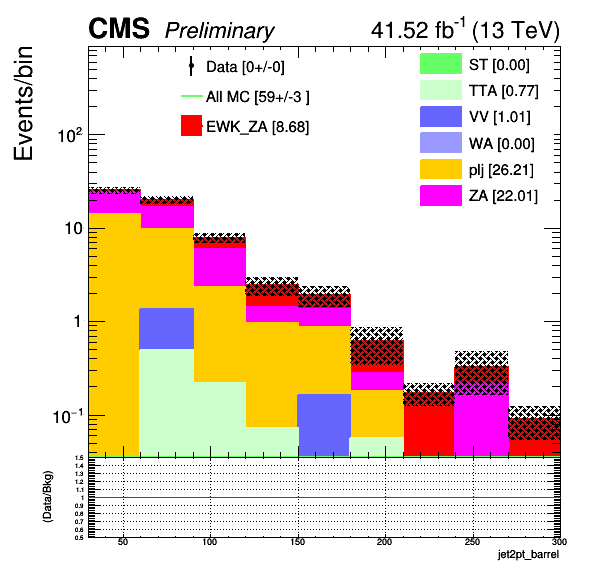 CMS Preliminary 41.52 fb⁻¹ (13 TeV)
Events/bin
Data [0+/-0]
All MC [59+/-3 ]
EWK_ZA [8.68]
ST [0.00]
TTA [0.77]
VV [1.01]
WA [0.00]
plj [26.21]
ZA [22.01]
10²
10
1
10⁻¹
(Data/Bkg)
1.5
1.4
1.3
1.2
1.1
1
0.9
0.8
0.7
0.6
0.5
50 100 150 200 250 300
jet2pt_barrel